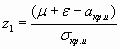 z₁ = (μ + ε − a_кр.и) / σ_кр.и